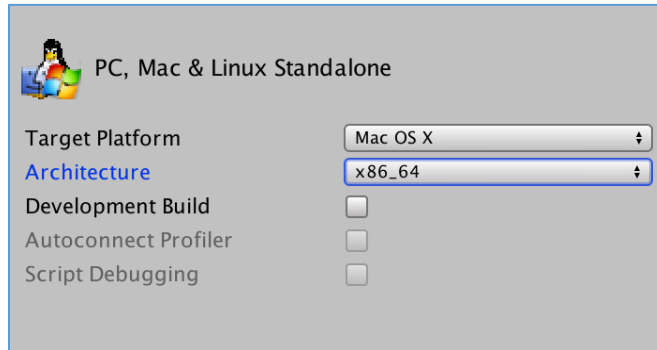 PC, Mac & Linux Standalone
Target Platform Mac OS X
Architecture x86_64
Development Build
Autoconnect Profiler
Script Debugging